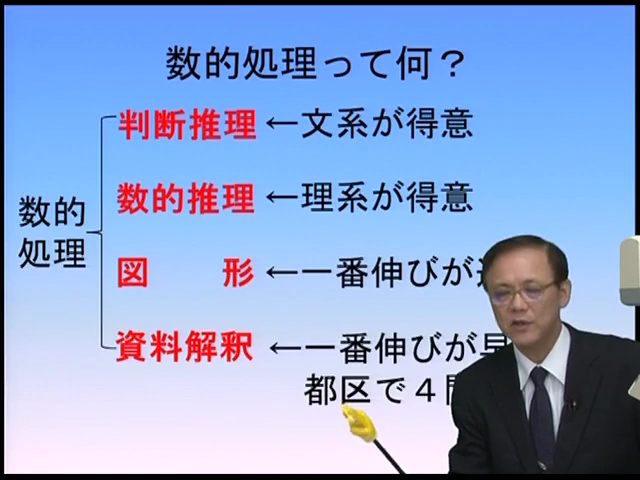 数的処理って何？
判断推理←文系が得意
数的推理←理系が得意
数的
処理
図　　形←一番伸びが
資料解釈←一番伸びが早
都区で４問